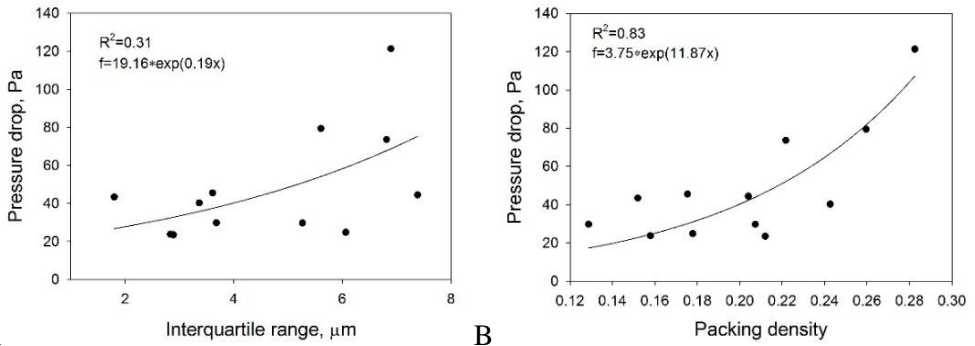 R²=0.31
f=19.16*exp(0.19x)
Pressure drop, Pa
140
120
100
80
60
40
20
0
2 4 6 8
Interquartile range, μm
B
R²=0.83
f=3.75*exp(11.87x)
Pressure drop, Pa
140
120
100
80
60
40
20
0
0.12 0.14 0.16 0.18 0.20 0.22 0.24 0.26 0.28 0.30
Packing density